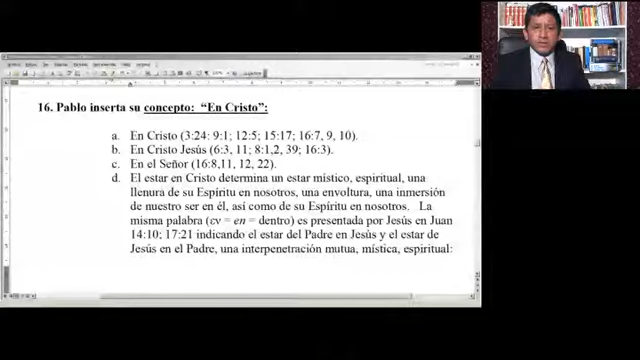 16. Pablo inserta su concepto: “En Cristo”:
a. En Cristo (3:24: 9:1; 12:5; 15:17; 16:7, 9, 10).
b. En Cristo Jesús (6:3, 11; 8:1,2, 39; 16:3).
c. En el Señor (16:8,11, 12, 22).
d. El estar en Cristo determina un estar místico, espiritual, una
llenura de su Espíritu en nosotros, una envoltura, una inmersión
de nuestro ser en él, así como de su Espíritu en nosotros. La
misma palabra (εν = en = dentro) es presentada por Jesús en Juan
14:10; 17:21 indicando el estar del Padre en Jesús y el estar de
Jesús en el Padre, una interpenetración mutua, mística, espiritual: